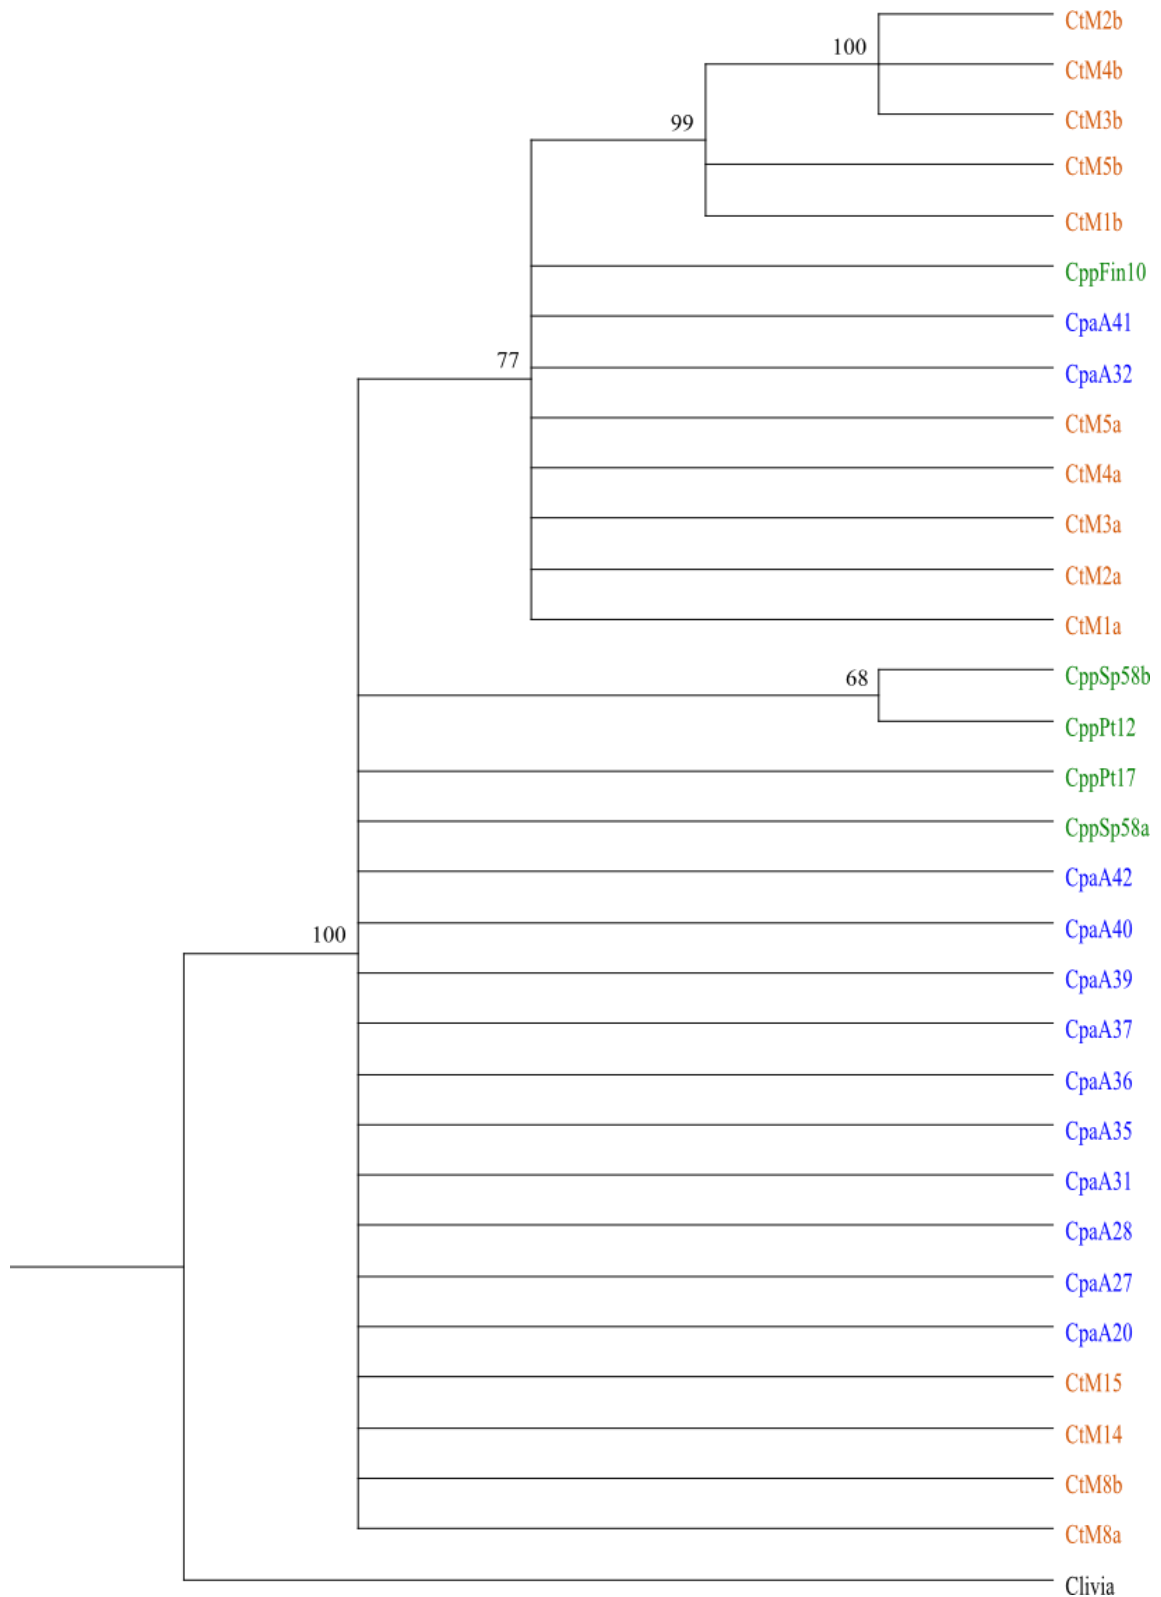 CtM2b
100
CtM4b
CtM3b
99
CtM5b
CtM1b
CppFin10
CpaA41
77
CpaA32
CtM5a
CtM4a
CtM3a
CtM2a
CtM1a
68
CppSp58b
CppPt12
CppPt17
CppSp58a
CpaA42
CpaA40
100
CpaA39
CpaA37
CpaA36
CpaA35
CpaA31
CpaA28
CpaA27
CpaA20
CtM15
CtM14
CtM8b
CtM8a
Clivia